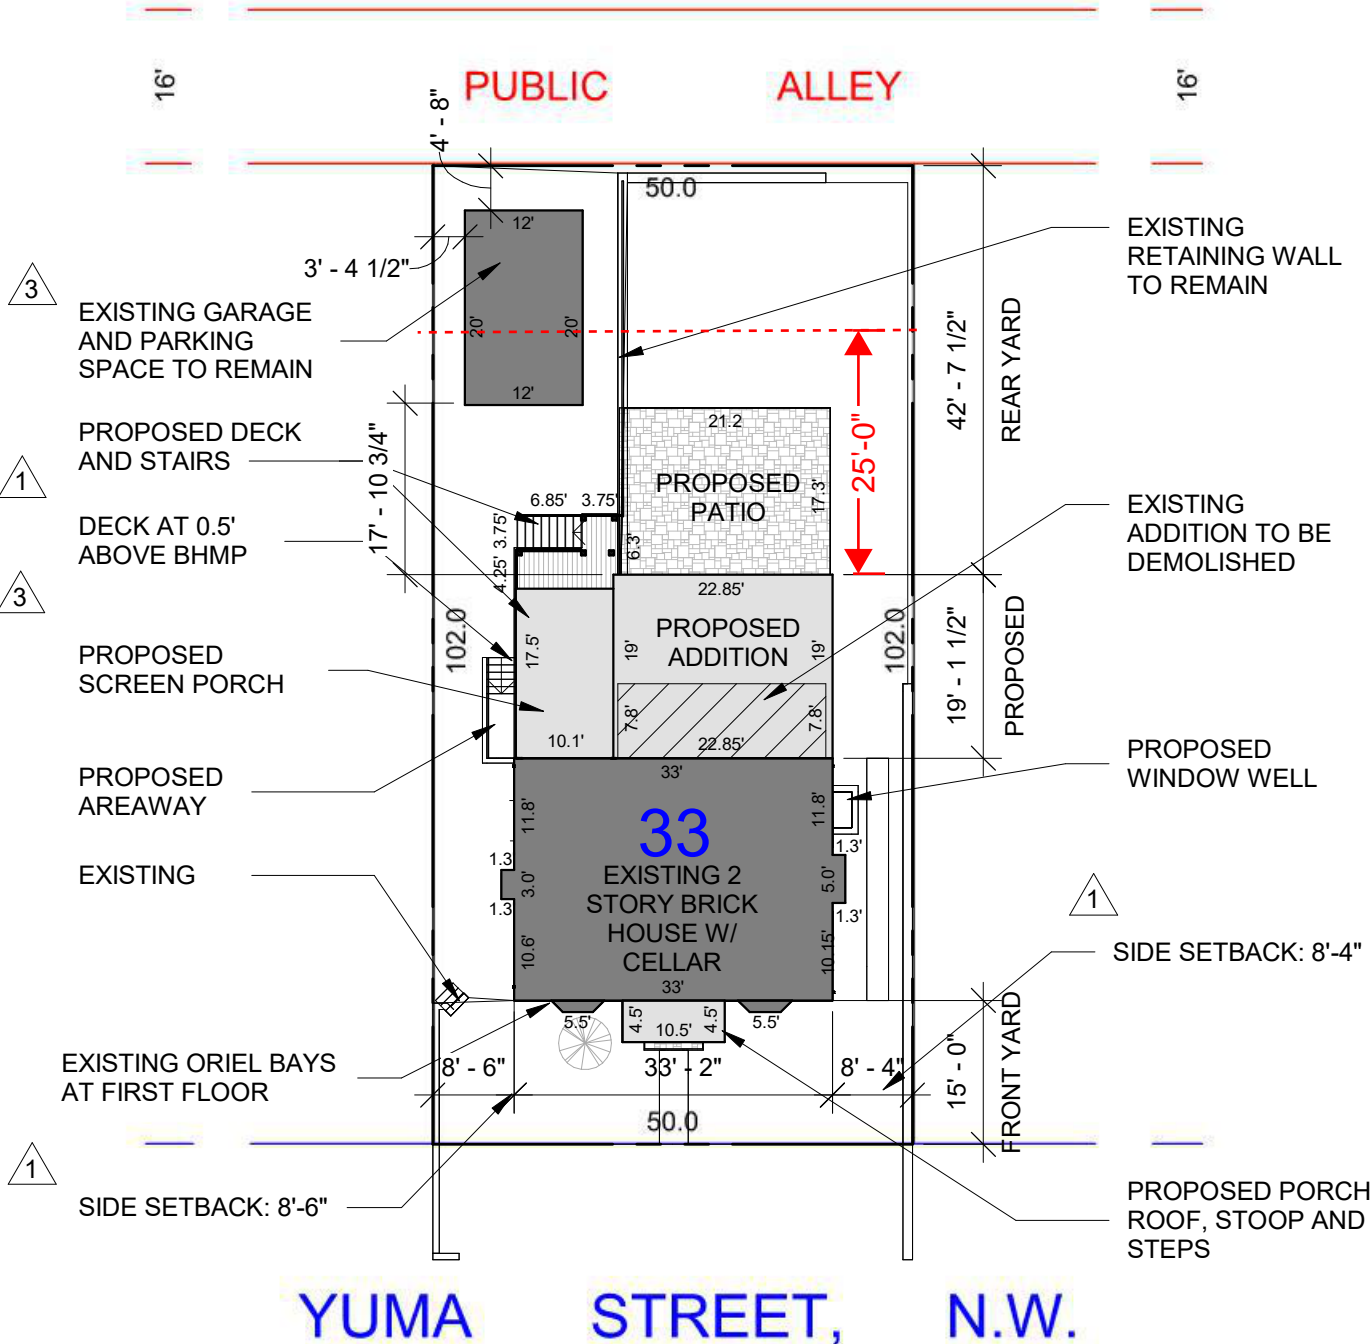 16'
PUBLIC ALLEY
16'
4' - 8"
50.0
12'
3' - 4 1/2"
3
EXISTING GARAGE
AND PARKING
SPACE TO REMAIN
20'
20'
12'
EXISTING
RETAINING WALL
TO REMAIN
25'-0"
42' - 7 1/2"
REAR YARD
PROPOSED DECK
AND STAIRS
1
17' - 10 3/4"
DECK AT 0.5'
ABOVE BHMP
3
21.2
PROPOSED
PATIO
17.3'
6.85'
3.75'
3.75'
4.25'
6.3'
EXISTING
ADDITION TO BE
DEMOLISHED
22.85'
PROPOSED
ADDITION
19'
19'
102.0
102.0
17.5'
10.1'
7.8'
7.8'
22.85'
19' - 1 1/2"
PROPOSED
PROPOSED
SCREEN PORCH
PROPOSED
AREAWAY
PROPOSED
WINDOW WELL
33'
11.8'
11.8'
33
EXISTING 2
STORY BRICK
HOUSE W/
CELLAR
1.3
3.0'
1.3
10.6'
1.3'
5.0'
1.3'
10.15'
33'
EXISTING
1
SIDE SETBACK: 8'-4"
5.5'
4.5'
10.5'
4.5'
5.5'
EXISTING ORIEL BAYS
AT FIRST FLOOR
8' - 6"
33' - 2"
8' - 4"
15' - 0"
FRONT YARD
50.0
1
SIDE SETBACK: 8'-6"
PROPOSED PORCH
ROOF, STOOP AND
STEPS
YUMA STREET, N.W.